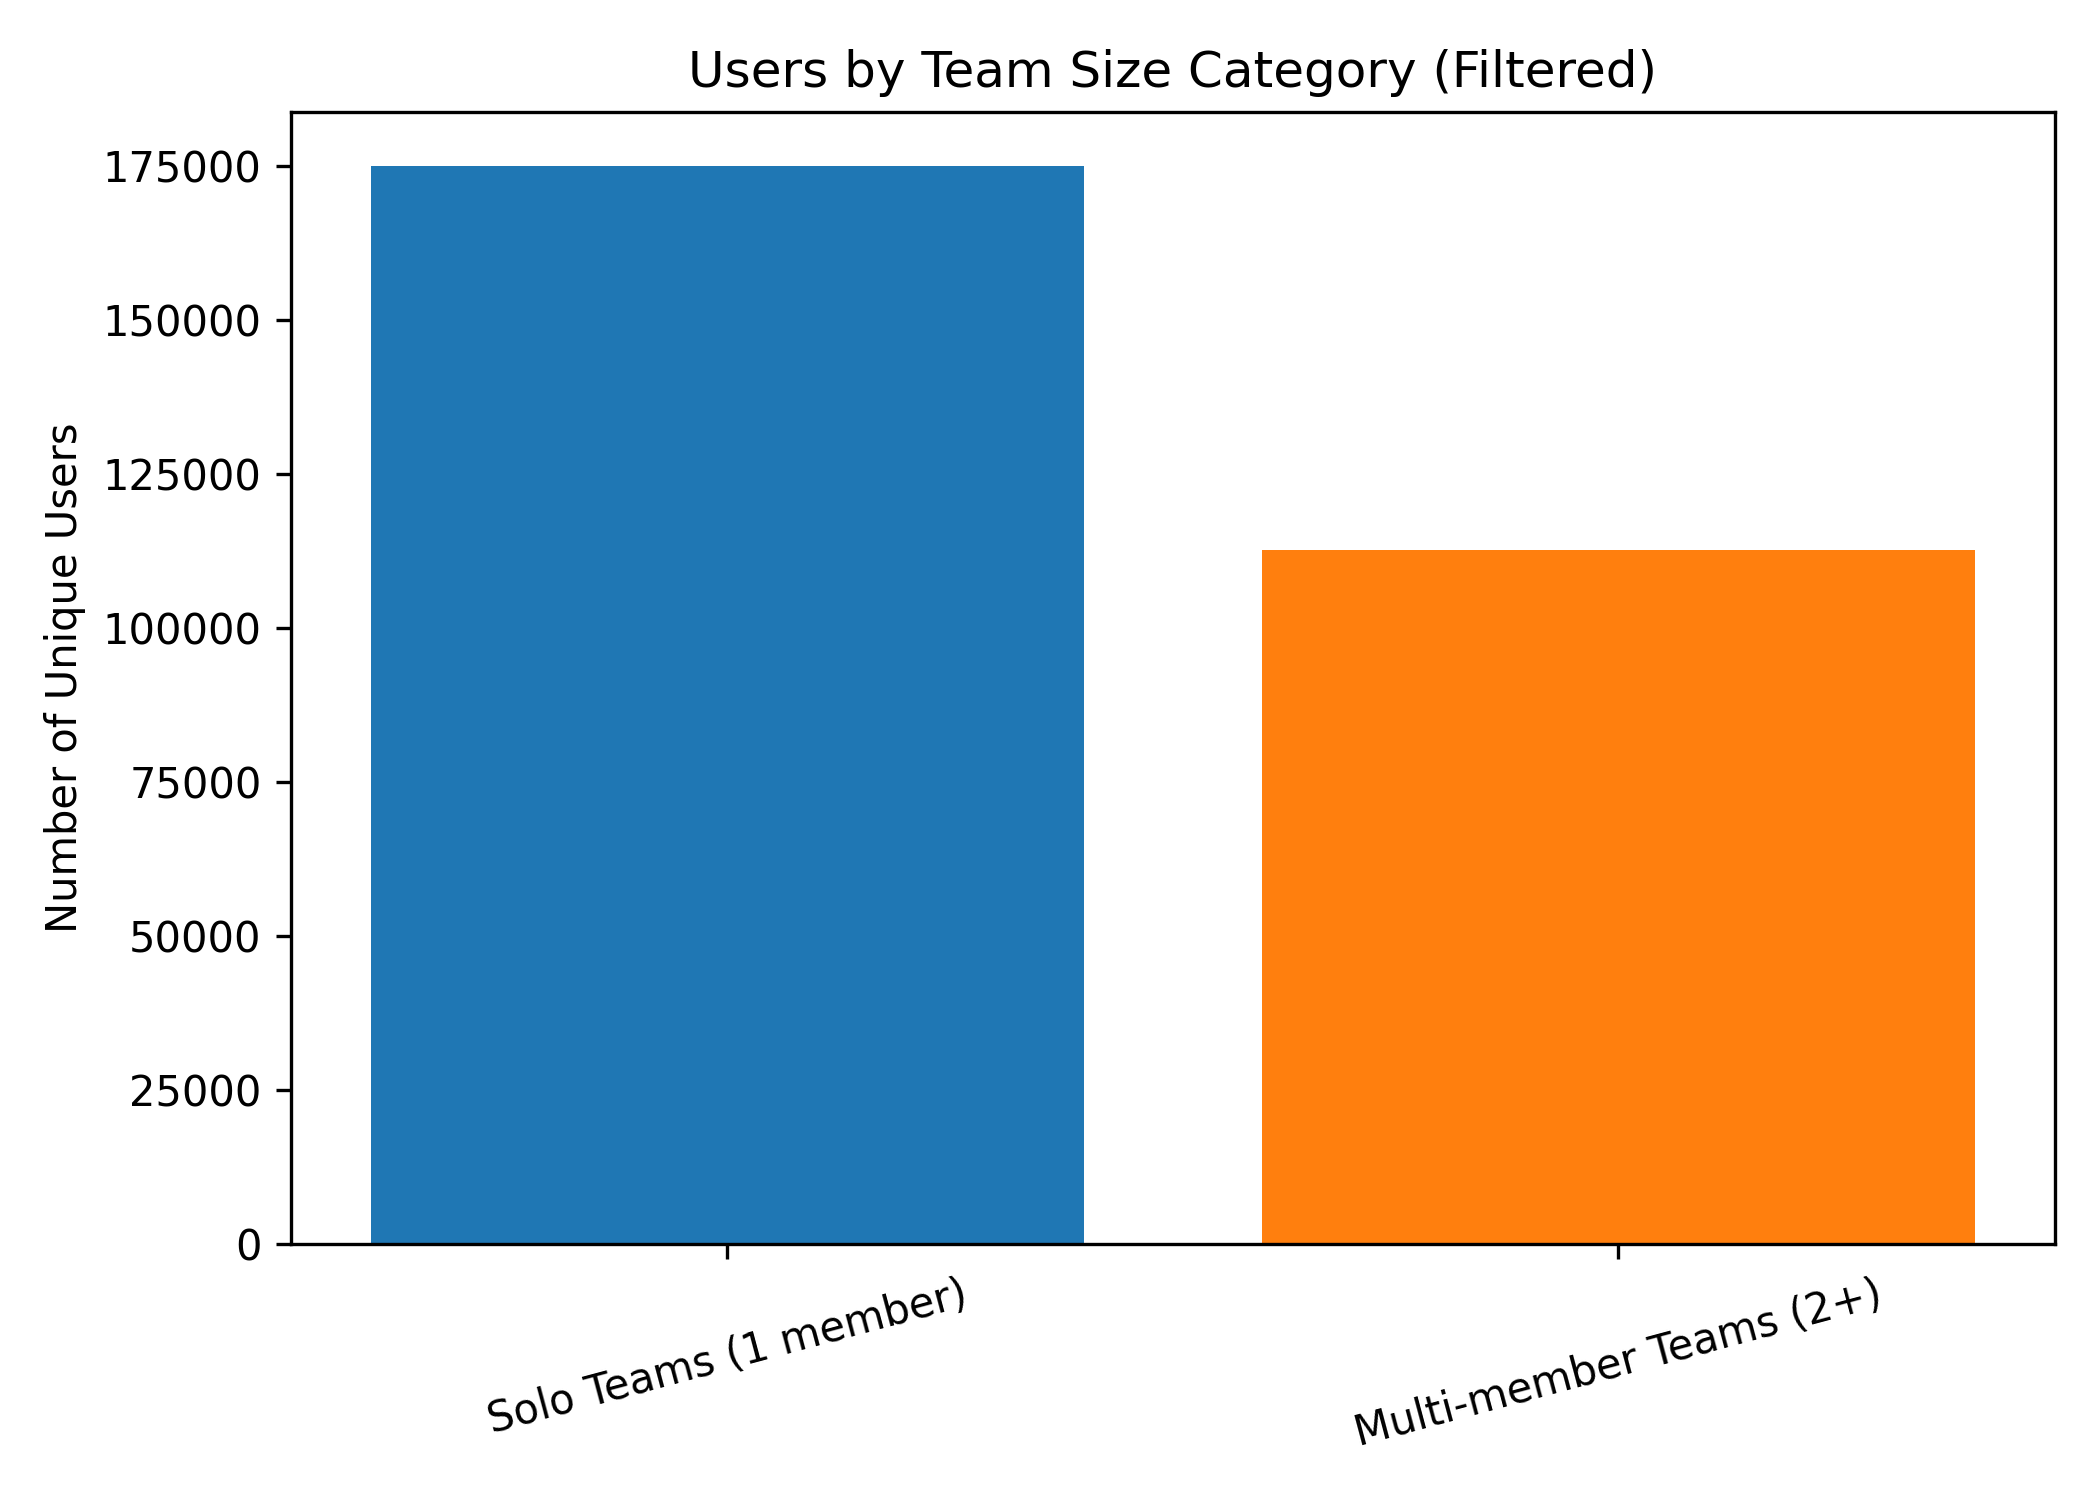 Users by Team Size Category (Filtered)
Number of Unique Users
175000
150000
125000
100000
75000
50000
25000
0
Solo Teams (1 member)
Multi-member Teams (2+)